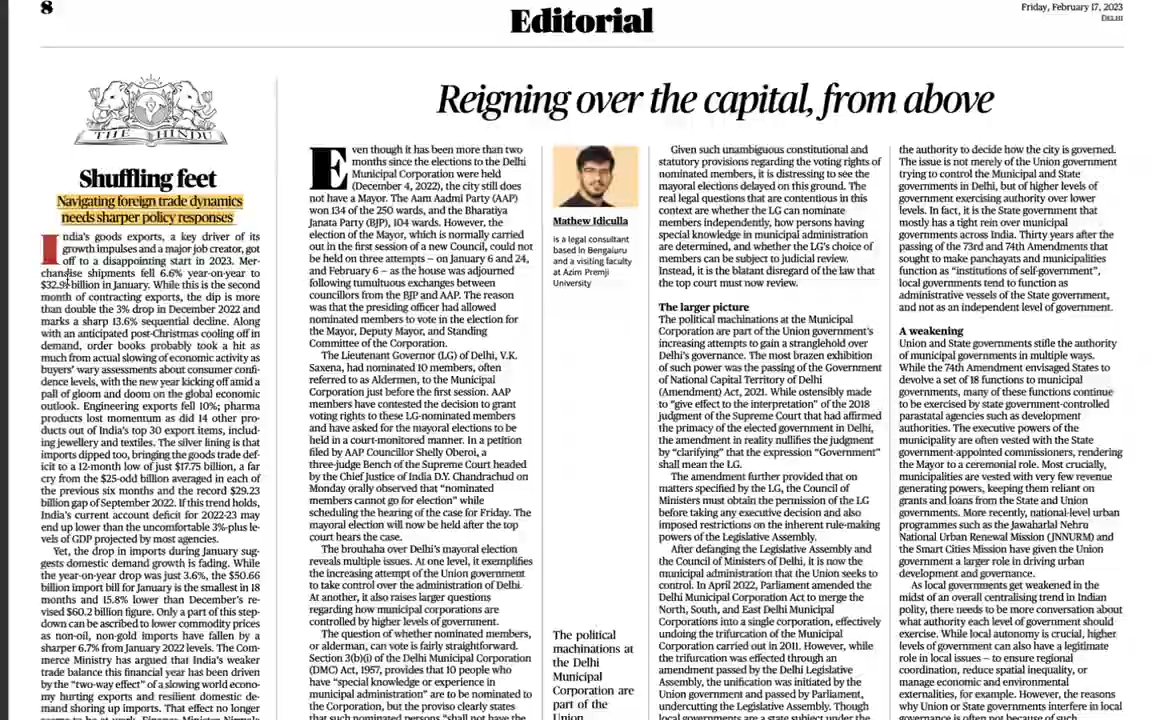 8
Editorial
Friday, February 17, 2023
DELHI
THE HINDU
Shuffling feet
Navigating foreign trade dynamics
needs sharper policy responses
India's goods exports, a key driver of its
growth impulses and a major job creator, got
off to a disappointing start in 2023. Mer-
chandise shipments fell 6.6% year-on-year to
$32.91 billion in January. While this is the second
month of contracting exports, the dip is more
than double the 3% drop in December 2022 and
marks a sharp 13.6% sequential decline. Along
with an anticipated post-Christmas cooling off in
demand, order books probably took a hit as
much from actual slowing of economic activity as
buyers' wary assessments about consumer confi-
dence levels, with the new year kicking off amid a
pall of gloom and doom on the global economic
outlook. Engineering exports fell 10%; pharma
products lost momentum as did 14 other pro-
ducts out of India's top 30 export items, includ-
ing jewellery and textiles. The silver lining is that
imports dipped too, bringing the goods trade def-
icit to a 12-month low of just $17.75 billion, a far
cry from the $25-odd billion averaged in each of
the previous six months and the record $29.23
billion gap of September 2022. If this trend holds,
India's current account deficit for 2022-23 may
end up lower than the uncomfortable 3%-plus le-
vels of GDP projected by most agencies.
Yet, the drop in imports during January sug-
gests domestic demand growth is fading. While
the year-on-year drop was just 3.6%, the $50.66
billion import bill for January is the smallest in 18
months and 15.8% lower than December's re-
vised $60.2 billion figure. Only a part of this step-
down can be ascribed to lower commodity prices
as non-oil, non-gold imports have fallen by a
sharper 6.7% from January 2022 levels. The Com-
merce Ministry has argued that India's weaker
trade balance this financial year has been driven
by the "two-way effect" of a slowing world econo-
my hurting exports and resilient domestic de-
mand shoring up imports. That effect no longer
Reigning over the capital, from above
Even though it has been more than two
months since the elections to the Delhi
Municipal Corporation were held
(December 4, 2022), the city still does
not have a Mayor. The Aam Aadmi Party (AAP)
won 134 of the 250 wards, and the Bharatiya
Janata Party (BJP), 104 wards. However, the
election of the Mayor, which is normally carried
out in the first session of a new Council, could not
be held on three attempts – on January 6 and 24,
and February 6 – as the house was adjourned
following tumultuous exchanges between
councillors from the BJP and AAP. The reason
was that the presiding officer had allowed
nominated members to vote in the election for
the Mayor, Deputy Mayor, and Standing
Committee of the Corporation.
The Lieutenant Governor (LG) of Delhi, V.K.
Saxena, had nominated 10 members, often
referred to as Aldermen, to the Municipal
Corporation just before the first session. AAP
members have contested the decision to grant
voting rights to these LG-nominated members
and have asked for the mayoral elections to be
held in a court-monitored manner. In a petition
filed by AAP Councillor Shelly Oberoi, a
three-judge Bench of the Supreme Court headed
by the Chief Justice of India D.Y. Chandrachud on
Monday orally observed that "nominated
members cannot go for election" while
scheduling the hearing of the case for Friday. The
mayoral election will now be held after the top
court hears the case.
The brouhaha over Delhi's mayoral election
reveals multiple issues. At one level, it exemplifies
the increasing attempt of the Union government
to take control over the administration of Delhi.
At another, it also raises larger questions
regarding how municipal corporations are
controlled by higher levels of government.
The question of whether nominated members,
or alderman, can vote is fairly straightforward.
Section 3(b)(i) of the Delhi Municipal Corporation
(DMC) Act, 1957, provides that 10 people who
have "special knowledge or experience in
municipal administration" are to be nominated to
the Corporation, but the proviso clearly states
that such nominated persons "shall not have the
Mathew Idiculla
is a legal consultant
based in Bengaluru
and a visiting faculty
at Azim Premji
University
The political
machinations at
the Delhi
Municipal
Corporation are
part of the
Union
Given such unambiguous constitutional and
statutory provisions regarding the voting rights of
nominated members, it is distressing to see the
mayoral elections delayed on this ground. The
real legal questions that are contentious in this
context are whether the LG can nominate
members independently, how persons having
special knowledge in municipal administration
are determined, and whether the LG's choice of
members can be subject to judicial review.
Instead, it is the blatant disregard of the law that
the top court must now review.
The larger picture
The political machinations at the Municipal
Corporation are part of the Union government's
increasing attempts to gain a stranglehold over
Delhi's governance. The most brazen exhibition
of such power was the passing of the Government
of National Capital Territory of Delhi
(Amendment) Act, 2021. While ostensibly made
to "give effect to the interpretation" of the 2018
judgment of the Supreme Court that had affirmed
the primacy of the elected government in Delhi,
the amendment in reality nullifies the judgment
by "clarifying" that the expression "Government"
shall mean the LG.
The amendment further provided that on
matters specified by the LG, the Council of
Ministers must obtain the permission of the LG
before taking any executive decision and also
imposed restrictions on the inherent rule-making
powers of the Legislative Assembly.
After defanging the Legislative Assembly and
the Council of Ministers of Delhi, it is now the
municipal administration that the Union seeks to
control. In April 2022, Parliament amended the
Delhi Municipal Corporation Act to merge the
North, South, and East Delhi Municipal
Corporations into a single corporation, effectively
undoing the trifurcation of the Municipal
Corporation carried out in 2011. However, while
the trifurcation was effected through an
amendment passed by the Delhi Legislative
Assembly, the unification was initiated by the
Union government and passed by Parliament,
undercutting the Legislative Assembly. Though
local governments are a state subject under the
the authority to decide how the city is governed.
The issue is not merely of the Union government
trying to control the Municipal and State
governments in Delhi, but of higher levels of
government exercising authority over lower
levels. In fact, it is the State government that
mostly has a tight rein over municipal
governments across India. Thirty years after the
passing of the 73rd and 74th Amendments that
sought to make panchayats and municipalities
function as "institutions of self-government",
local governments tend to function as
administrative vessels of the State government,
and not as an independent level of government.
A weakening
Union and State governments stifle the authority
of municipal governments in multiple ways.
While the 74th Amendment envisaged States to
devolve a set of 18 functions to municipal
governments, many of these functions continue
to be exercised by state government-controlled
parastatal agencies such as development
authorities. The executive powers of the
municipality are often vested with the State
government-appointed commissioners, rendering
the Mayor to a ceremonial role. Most crucially,
municipalities are vested with very few revenue
generating powers, keeping them reliant on
grants and loans from the State and Union
governments. More recently, national-level urban
programmes such as the Jawaharlal Nehru
National Urban Renewal Mission (JNNURM) and
the Smart Cities Mission have given the Union
government a larger role in driving urban
development and governance.
As local governments get weakened in the
midst of an overall centralising trend in Indian
polity, there needs to be more conversation about
what authority each level of government should
exercise. While local autonomy is crucial, higher
levels of government can also have a legitimate
role in local issues – to ensure regional
coordination, reduce spatial inequality, or
manage economic and environmental
externalities, for example. However, the reasons
why Union or State governments interfere in local